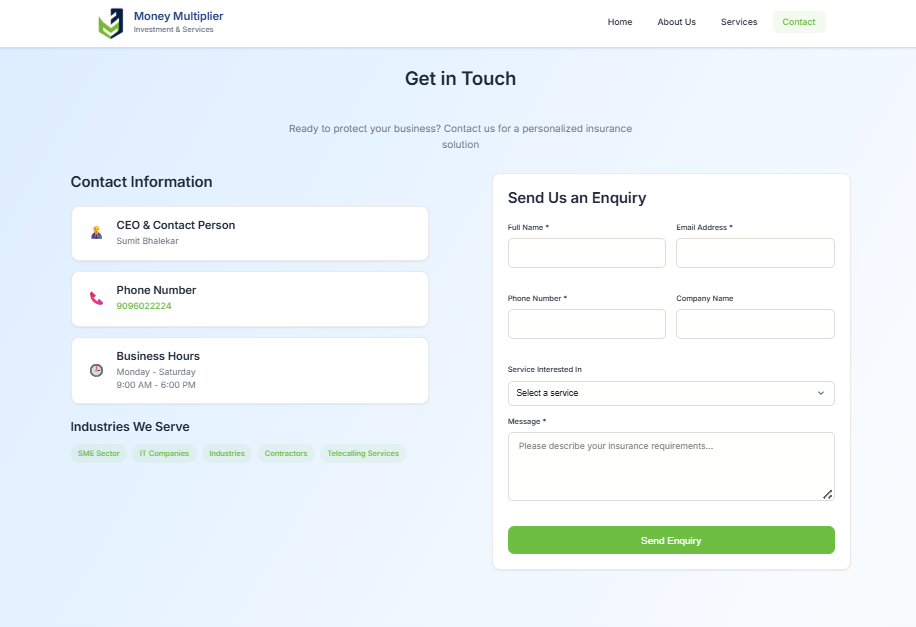 Money Multiplier
Investment & Services
Home About Us Services Contact
Get in Touch
Ready to protect your business? Contact us for a personalized insurance
solution
Contact Information
CEO & Contact Person
Sumit Bhalekar
Phone Number
9096022224
Business Hours
Monday - Saturday
9:00 AM - 6:00 PM
Industries We Serve
SME Sector IT Companies Industries Contractors Telecalling Services
Send Us an Enquiry
Full Name * Email Address *
Phone Number * Company Name
Service Interested In
Select a service
Message *
Please describe your insurance requirements...
Send Enquiry